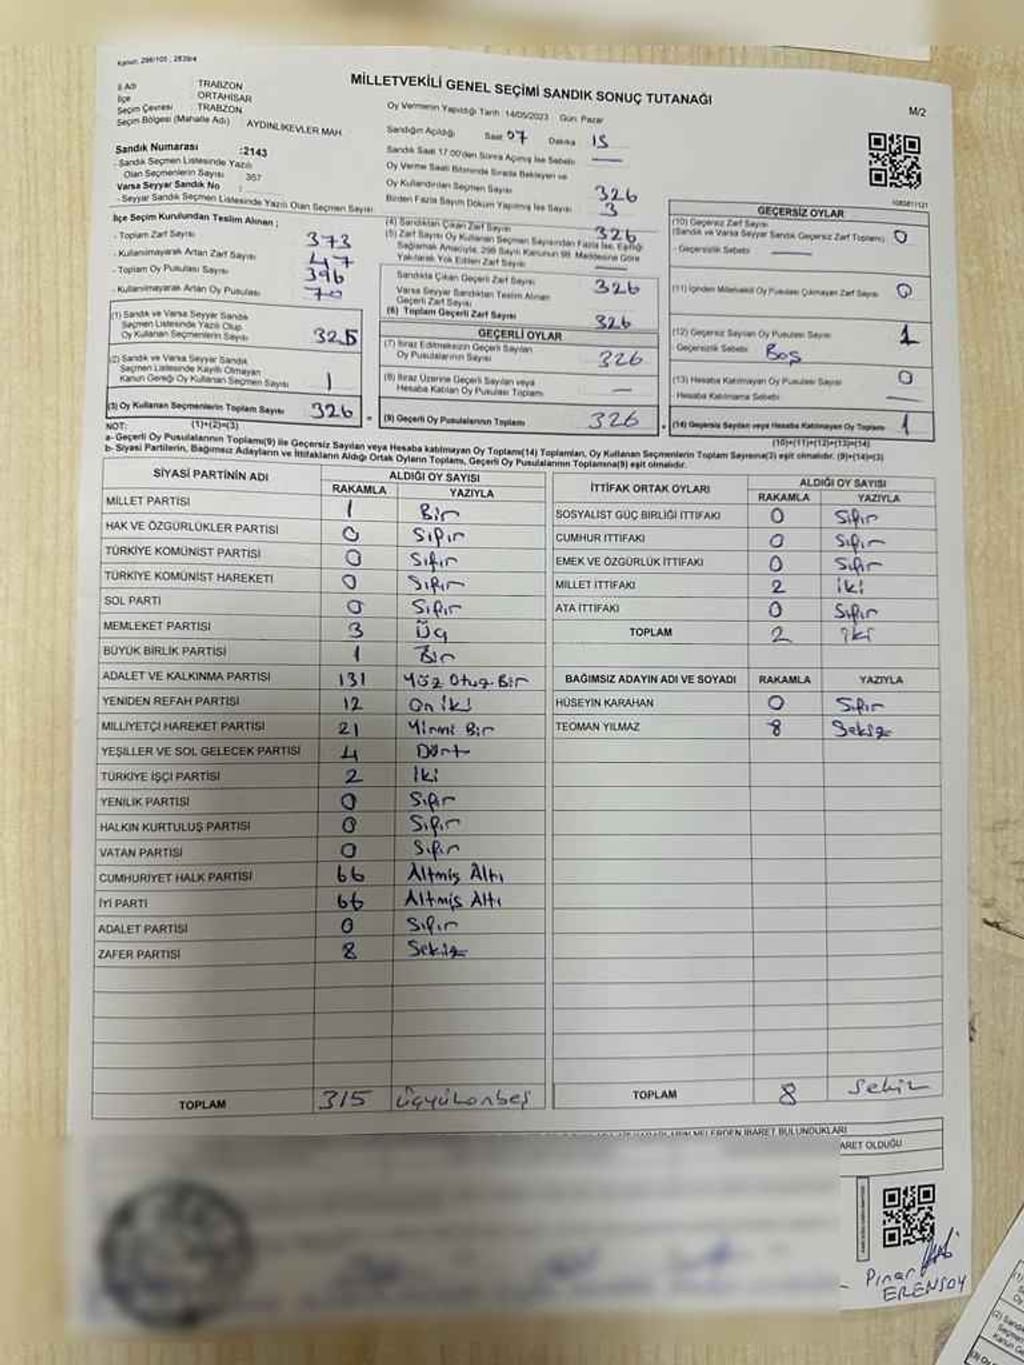 Kanun: 298/105 , 2839/4
MİLLETVEKİLİ GENEL SEÇİMİ SANDIK SONUÇ TUTANAĞI
M/2
İl Adı TRABZON
İlçe ORTAHİSAR
Seçim Çevresi TRABZON
Seçim Bölgesi (Mahalle Adı) AYDINLIKEVLER MAH
Sandık Numarası :2143
- Sandık Seçmen Listesinde Yazılı
Olan Seçmenlerin Sayısı 357
Varsa Seyyar Sandık No :
- Seyyar Sandık Seçmen Listesinde Yazılı Olan Seçmen Sayısı
Oy Vermenin Yapıldığı Tarih :14/05/2023 Gün: Pazar
Sandığın Açıldığı Saat 07 Dakika 15
Sandık Saat 17.00'den Sonra Açılmış İse Sebebi
Oy Verme Saati Bitiminde Sırada Bekleyen ve
Oy Kullandırılan Seçmen Sayısı 326
Birden Fazla Sayım Döküm Yapılmış İse Sayısı 3
1083811121
İlçe Seçim Kurulundan Teslim Alınan ;
- Toplam Zarf Sayısı 373
- Kullanılmayarak Artan Zarf Sayısı 47
- Toplam Oy Pusulası Sayısı 396
- Kullanılmayarak Artan Oy Pusulası 70
(1) Sandık ve Varsa Seyyar Sandık
Seçmen Listesinde Yazılı Olup
Oy Kullanan Seçmenlerin Sayısı 325
(2) Sandık ve Varsa Seyyar Sandık
Seçmen Listesinde Kayıtlı Olmayan
Kanun Gereği Oy Kullanan Seçmen Sayısı 1
(3) Oy Kullanan Seçmenlerin Toplam Sayısı 326
(1)+(2)=(3)
(4) Sandıktan Çıkan Zarf Sayısı 326
(5) Zarf Sayısı Oy Kullanan Seçmen Sayısından Fazla İse, Eşitliği
Sağlamak Amacıyla, 298 Sayılı Kanunun 98. Maddesine Göre
Yakılarak Yok Edilen Zarf Sayısı
Sandıkta Çıkan Geçerli Zarf Sayısı 326
Varsa Seyyar Sandıktan Teslim Alınan
Geçerli Zarf Sayısı
(6) Toplam Geçerli Zarf Sayısı 326
GEÇERLİ OYLAR
(7) İtiraz Edilmeksizin Geçerli Sayılan
Oy Pusulalarının Sayısı 326
(8) İtiraz Üzerine Geçerli Sayılan veya
Hesaba Katılan Oy Pusulası Toplamı —
(9) Geçerli Oy Pusulalarının Toplamı 326
GEÇERSİZ OYLAR
(10) Geçersiz Zarf Sayısı
(Sandık ve Varsa Seyyar Sandık Geçersiz Zarf Toplamı) 0
- Geçersizlik Sebebi:
(11) İçinden Milletvekili Oy Pusulası Çıkmayan Zarf Sayısı 0
(12) Geçersiz Sayılan Oy Pusulası Sayısı 1
- Geçersizlik Sebebi: Boş
(13) Hesaba Katılmayan Oy Pusulası Sayısı 0
- Hesaba Katılmama Sebebi:
(14) Geçersiz Sayılan veya Hesaba Katılmayan Oy Toplamı 1
(10)+(11)+(12)+(13)=(14)
NOT:
a- Geçerli Oy Pusulalarının Toplamı(9) ile Geçersiz Sayılan veya Hesaba katılmayan Oy Toplamı(14) Toplamları, Oy Kullanan Seçmenlerin Toplam Sayısına(3) eşit olmalıdır. (9)+(14)=(3)
b- Siyasi Partilerin, Bağımsız Adayların ve İttifakların Aldığı Ortak Oyların Toplamı, Geçerli Oy Pusulalarının Toplamına(9) eşit olmalıdır.
SİYASİ PARTİNİN ADI ALDIĞI OY SAYISI
RAKAMLA YAZIYLA
MİLLET PARTİSİ 1 Bir
HAK VE ÖZGÜRLÜKLER PARTİSİ 0 Sıfır
TÜRKİYE KOMÜNİST PARTİSİ 0 Sıfır
TÜRKİYE KOMÜNİST HAREKETİ 0 Sıfır
SOL PARTİ 0 Sıfır
MEMLEKET PARTİSİ 3 Üç
BÜYÜK BİRLİK PARTİSİ 1 Bir
ADALET VE KALKINMA PARTİSİ 131 Yöz Otuz Bir
YENİDEN REFAH PARTİSİ 12 On iki
MİLLİYETÇİ HAREKET PARTİSİ 21 Yirmi Bir
YEŞİLLER VE SOL GELECEK PARTİSİ 4 Dört
TÜRKİYE İŞÇİ PARTİSİ 2 İki
YENİLİK PARTİSİ 0 Sıfır
HALKIN KURTULUŞ PARTİSİ 0 Sıfır
VATAN PARTİSİ 0 Sıfır
CUMHURİYET HALK PARTİSİ 66 Altmış Altı
İYİ PARTİ 66 Altmış Altı
ADALET PARTİSİ 0 Sıfır
ZAFER PARTİSİ 8 Sekiz
TOPLAM 315 üçyüzonbeş
İTTİFAK ORTAK OYLARI ALDIĞI OY SAYISI
RAKAMLA YAZIYLA
SOSYALİST GÜÇ BİRLİĞİ İTTİFAKI 0 Sıfır
CUMHUR İTTİFAKI 0 Sıfır
EMEK VE ÖZGÜRLÜK İTTİFAKI 0 Sıfır
MİLLET İTTİFAKI 2 iki
ATA İTTİFAKI 0 Sıfır
TOPLAM 2 iki
BAĞIMSIZ ADAYIN ADI VE SOYADI RAKAMLA YAZIYLA
HÜSEYİN KARAHAN 0 Sıfır
TEOMAN YILMAZ 8 Sekiz
TOPLAM 8 Sekiz
İBARET BULUNDUKLARI
ARET OLDUĞU
Pınar
ERENSOY